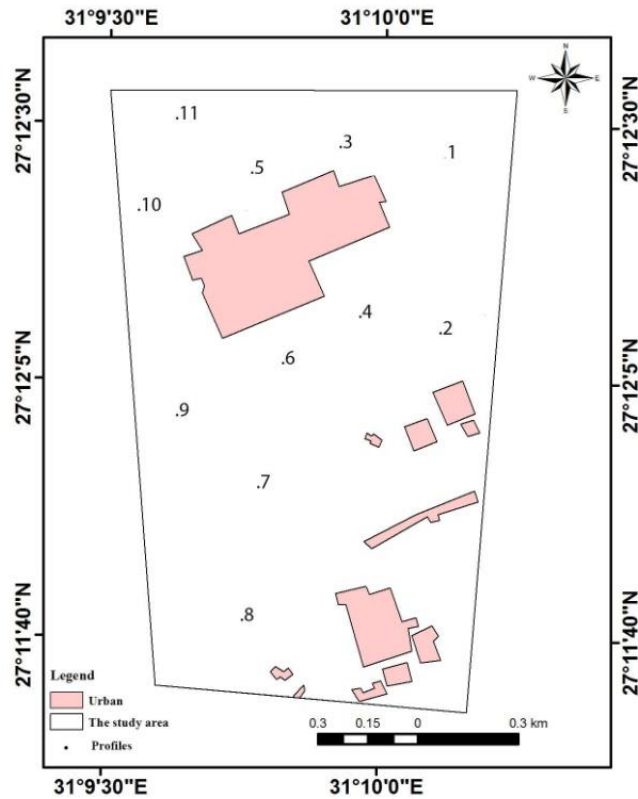 31°9'30"E 31°10'0"E
N
W E
S
27°12'30"N 27°12'30"N
.11
.3
.1
.5
.10
.4
.2
.6
27°12'5"N 27°12'5"N
.9
.7
.8
27°11'40"N 27°11'40"N
Legend
Urban
The study area
Profiles
0.3 0.15 0 0.3 km
31°9'30"E 31°10'0"E